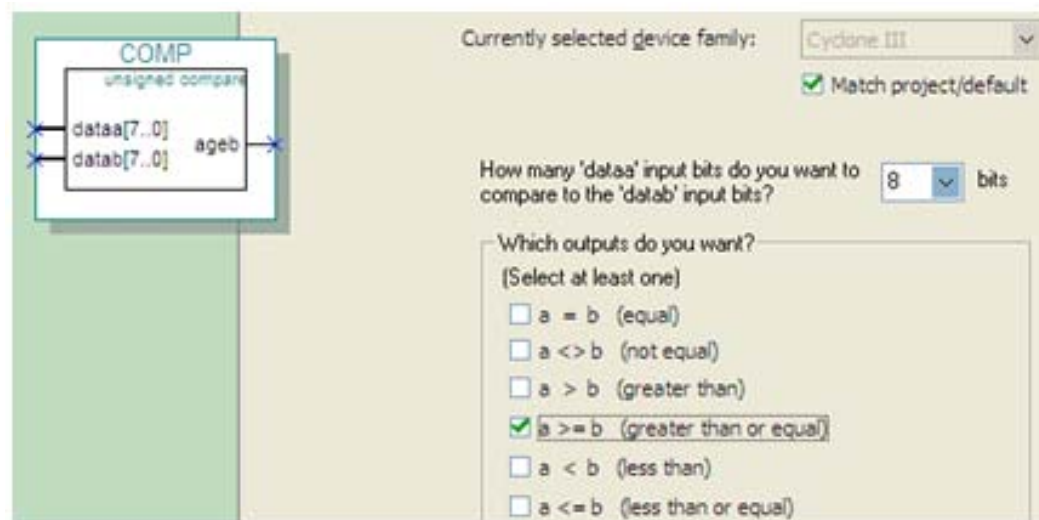 COMP
unsigned compare
dataa[7..0]
datab[7..0]
ageb
Currently selected device family:
Cyclone III
Match project/default
How many 'dataa' input bits do you want to
compare to the 'datab' input bits?
8
bits
Which outputs do you want?
(Select at least one)
a = b (equal)
a <> b (not equal)
a > b (greater than)
a >= b (greater than or equal)
a < b (less than)
a <= b (less than or equal)